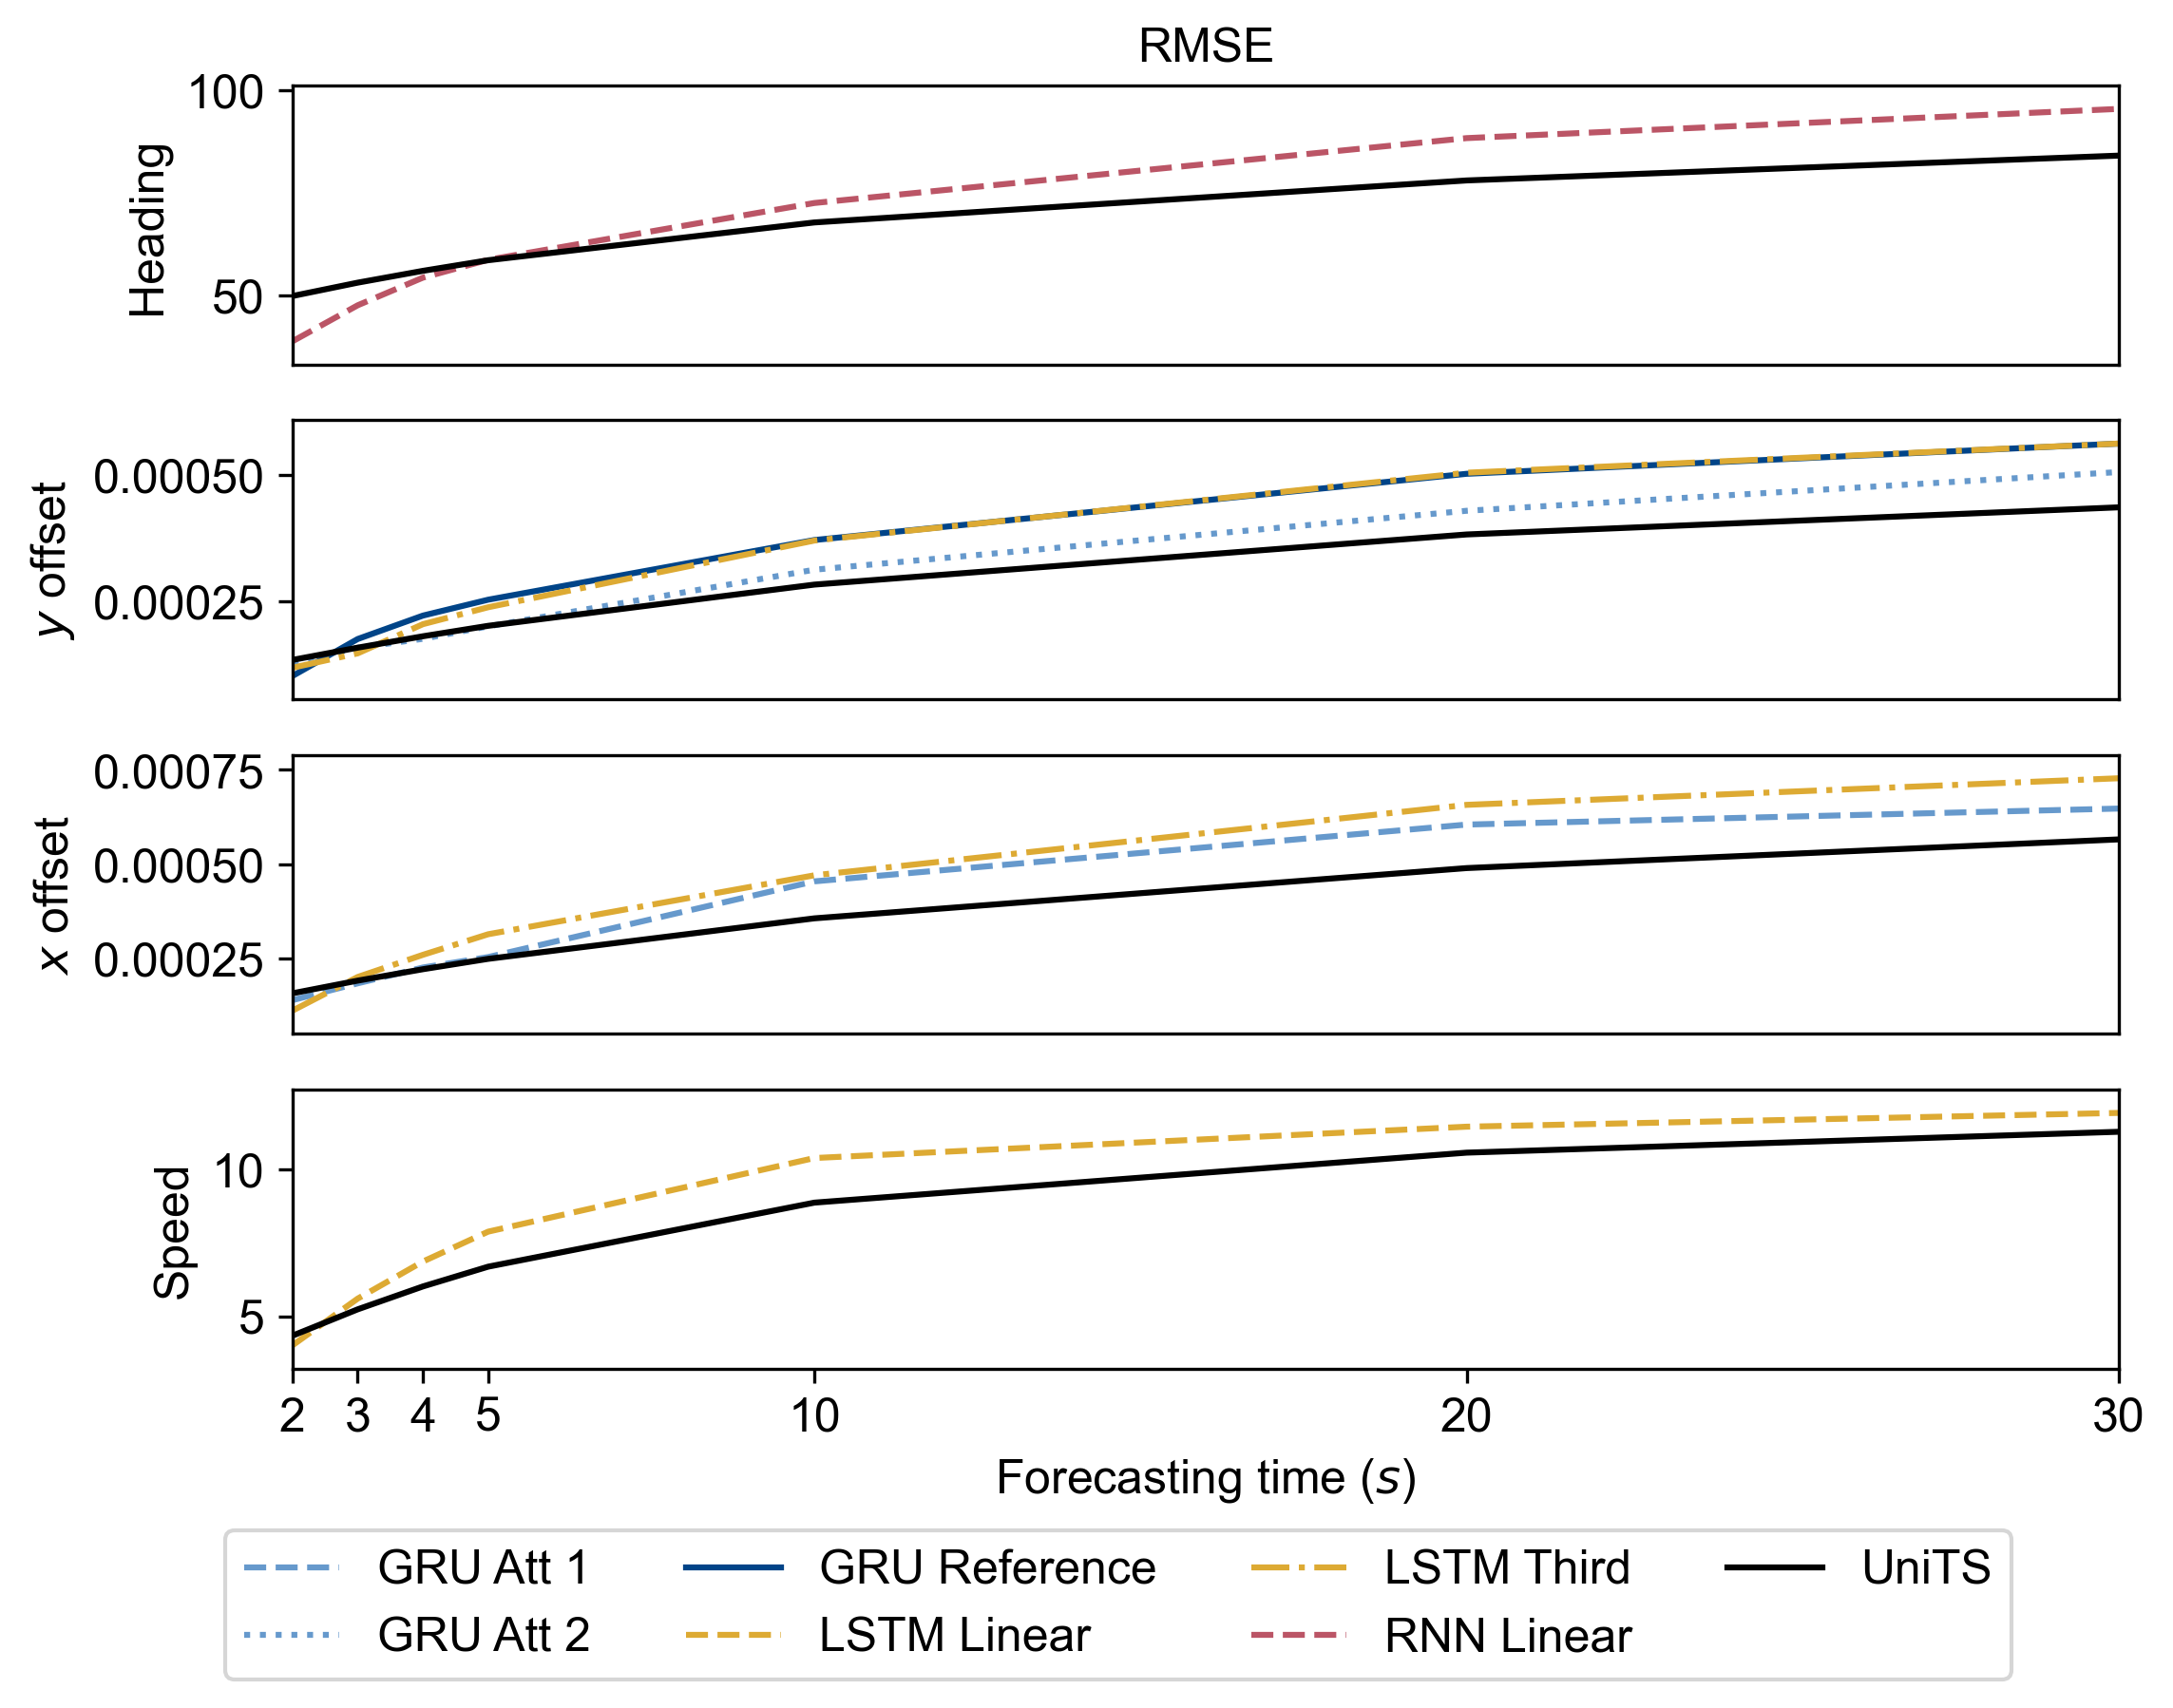 RMSE
100
50
Heading
0.00050
0.00025
y offset
0.00075
0.00050
0.00025
x offset
10
5
Speed
2 3 4 5 10 20 30
Forecasting time (s)
GRU Att 1 GRU Reference LSTM Third UniTS
GRU Att 2 LSTM Linear RNN Linear